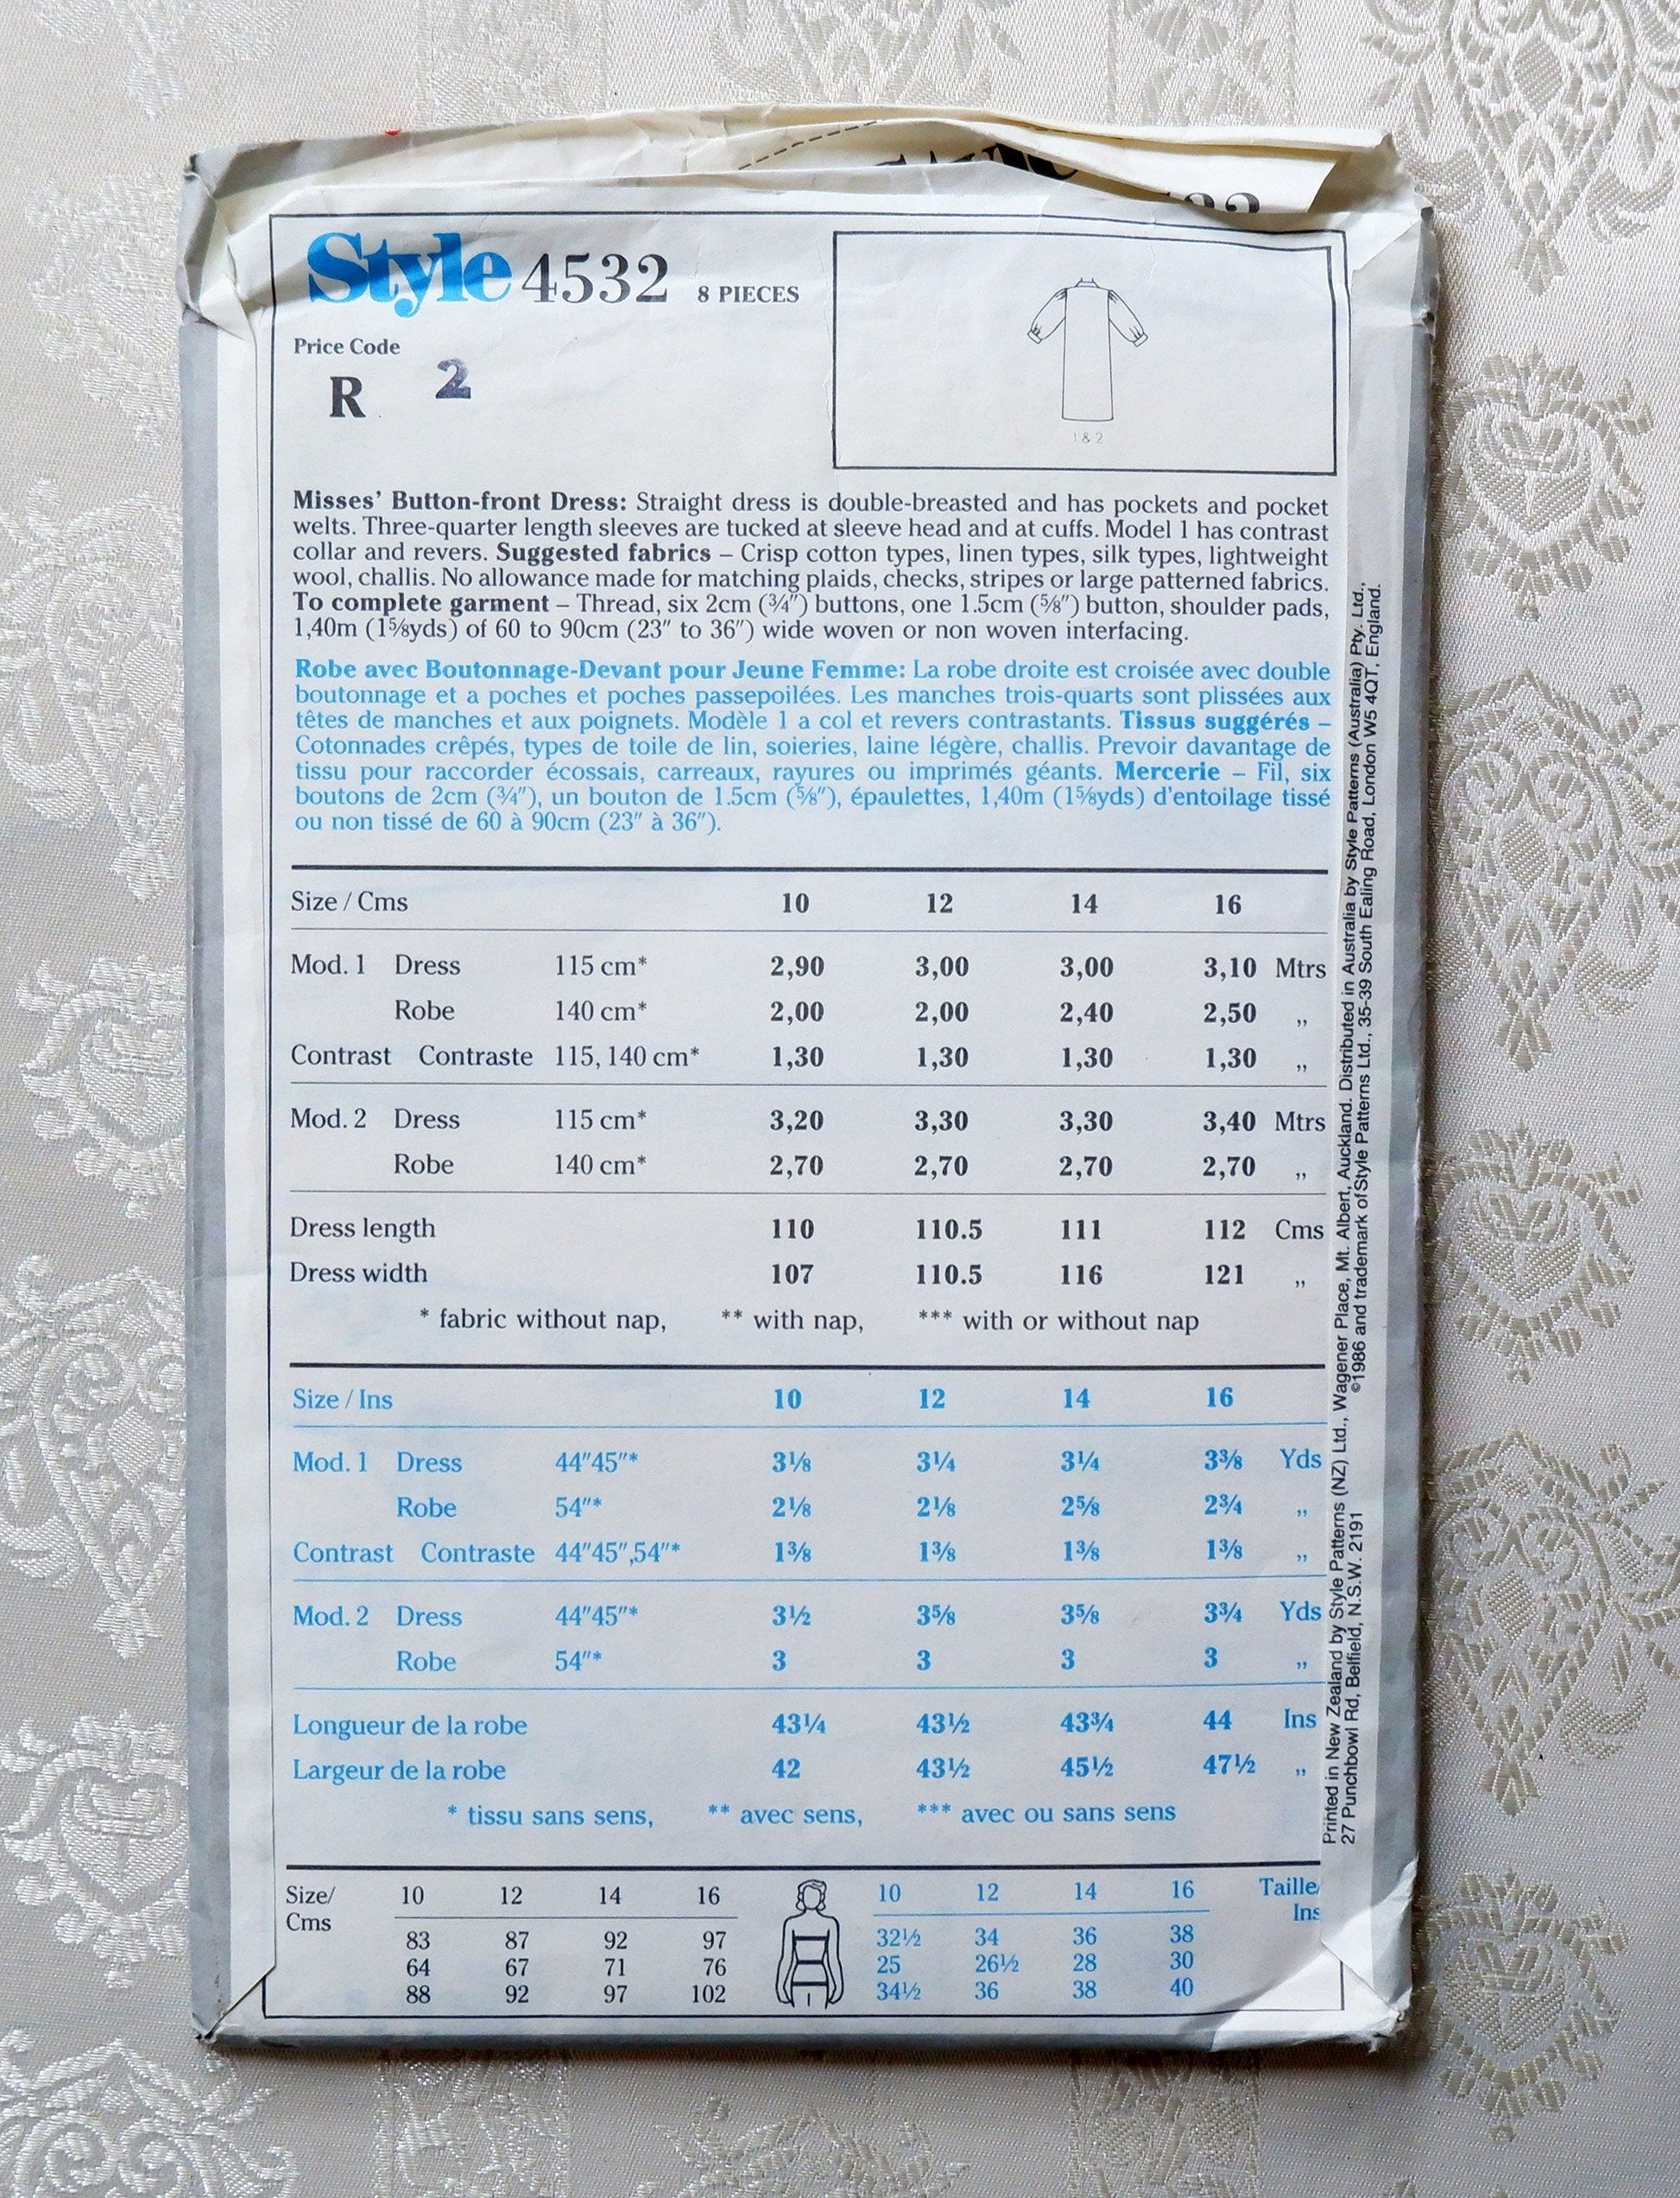 Style 4532 8 PIECES
Price Code
R 2
1 & 2
Misses' Button-front Dress: Straight dress is double-breasted and has pockets and pocket
welts. Three-quarter length sleeves are tucked at sleeve head and at cuffs. Model 1 has contrast
collar and revers. Suggested fabrics – Crisp cotton types, linen types, silk types, lightweight
wool, challis. No allowance made for matching plaids, checks, stripes or large patterned fabrics.
To complete garment – Thread, six 2cm (¾″) buttons, one 1.5cm (⅝″) button, shoulder pads,
1,40m (1⅝yds) of 60 to 90cm (23″ to 36″) wide woven or non woven interfacing.
Robe avec Boutonnage-Devant pour Jeune Femme: La robe droite est croisée avec double
boutonnage et a poches et poches passepoilées. Les manches trois-quarts sont plissées aux
têtes de manches et aux poignets. Modèle 1 a col et revers contrastants. Tissus suggérés –
Cotonnades crêpés, types de toile de lin, soieries, laine légère, challis. Prevoir davantage de
tissu pour raccorder écossais, carreaux, rayures ou imprimés géants. Mercerie – Fil, six
boutons de 2cm (¾″), un bouton de 1.5cm (⅝″), épaulettes, 1,40m (1⅝yds) d'entoilage tissé
ou non tissé de 60 à 90cm (23″ à 36″).
Size / Cms 10 12 14 16
Mod. 1 Dress 115 cm* 2,90 3,00 3,00 3,10 Mtrs
Robe 140 cm* 2,00 2,00 2,40 2,50 ,,
Contrast Contraste 115, 140 cm* 1,30 1,30 1,30 1,30 ,,
Mod. 2 Dress 115 cm* 3,20 3,30 3,30 3,40 Mtrs
Robe 140 cm* 2,70 2,70 2,70 2,70 ,,
Dress length 110 110.5 111 112 Cms
Dress width 107 110.5 116 121 ,,
* fabric without nap, ** with nap, *** with or without nap
Size / Ins 10 12 14 16
Mod. 1 Dress 44″45″* 3⅛ 3¼ 3¼ 3⅜ Yds
Robe 54″* 2⅛ 2⅛ 2⅝ 2¾ ,,
Contrast Contraste 44″45″,54″* 1⅜ 1⅜ 1⅜ 1⅜ ,,
Mod. 2 Dress 44″45″* 3½ 3⅝ 3⅝ 3¾ Yds
Robe 54″* 3 3 3 3 ,,
Longueur de la robe 43¼ 43½ 43¾ 44 Ins
Largeur de la robe 42 43½ 45½ 47½ ,,
* tissu sans sens, ** avec sens, *** avec ou sans sens
Size/ 10 12 14 16 10 12 14 16 Taille/
Cms Ins
83 87 92 97 32½ 34 36 38
64 67 71 76 25 26½ 28 30
88 92 97 102 34½ 36 38 40
Printed in New Zealand by Style Patterns (NZ) Ltd., Wagener Place, Mt. Albert, Auckland. Distributed in Australia by Style Patterns (Australia) Pty. Ltd.,
27 Punchbowl Rd, Belfield, N.S.W. 2191 ©1986 and trademark of Style Patterns Ltd., 35-39 South Ealing Road, London W5 4QT, England.